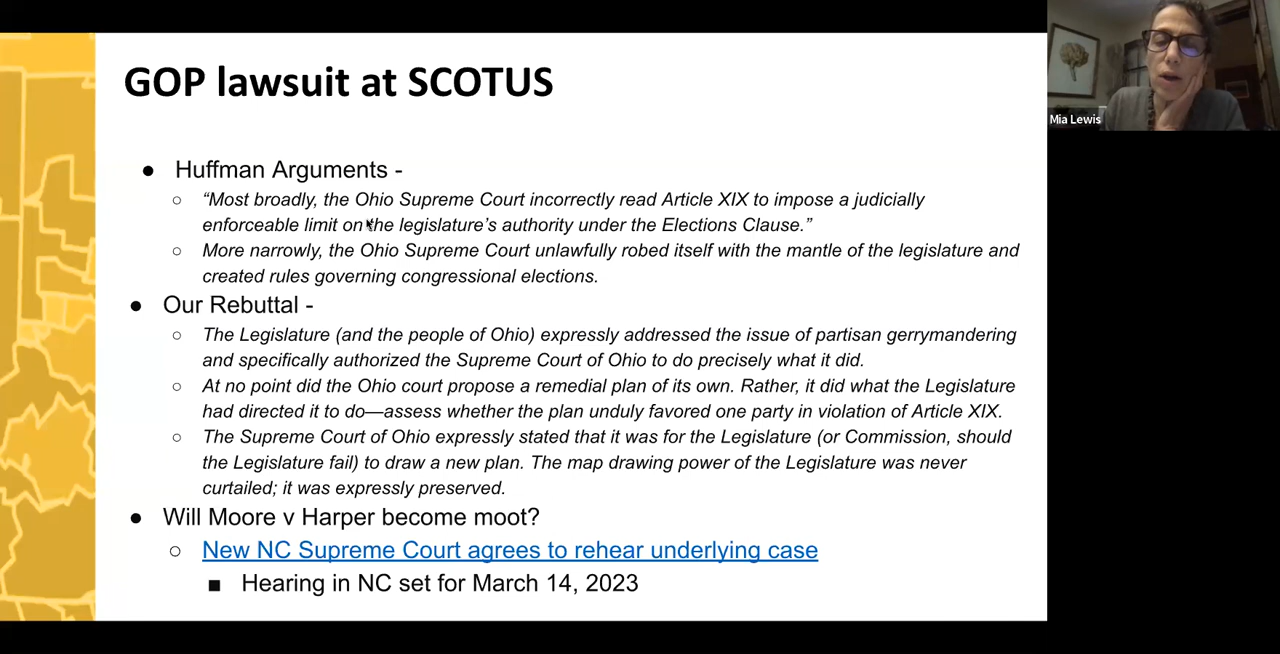 GOP lawsuit at SCOTUS
Mia Lewis
● Huffman Arguments -
○ “Most broadly, the Ohio Supreme Court incorrectly read Article XIX to impose a judicially
enforceable limit on the legislature’s authority under the Elections Clause.”
○ More narrowly, the Ohio Supreme Court unlawfully robed itself with the mantle of the legislature and
created rules governing congressional elections.
● Our Rebuttal -
○ The Legislature (and the people of Ohio) expressly addressed the issue of partisan gerrymandering
and specifically authorized the Supreme Court of Ohio to do precisely what it did.
○ At no point did the Ohio court propose a remedial plan of its own. Rather, it did what the Legislature
had directed it to do—assess whether the plan unduly favored one party in violation of Article XIX.
○ The Supreme Court of Ohio expressly stated that it was for the Legislature (or Commission, should
the Legislature fail) to draw a new plan. The map drawing power of the Legislature was never
curtailed; it was expressly preserved.
● Will Moore v Harper become moot?
○ New NC Supreme Court agrees to rehear underlying case
■ Hearing in NC set for March 14, 2023